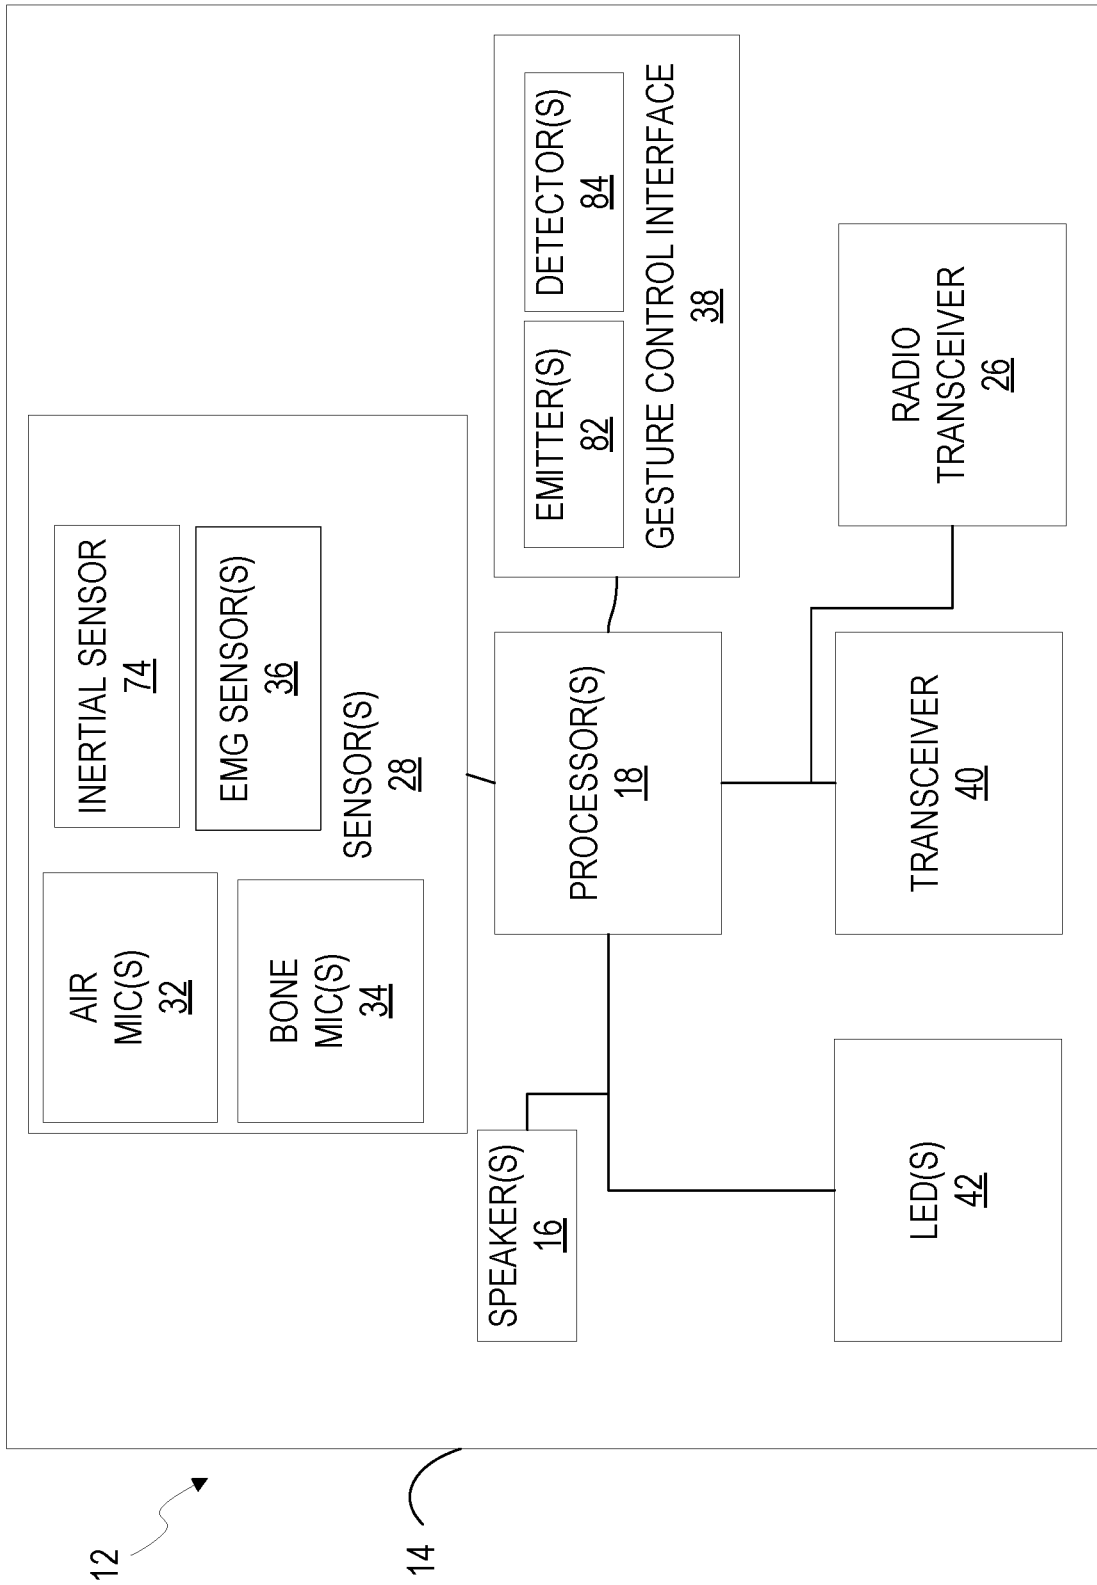 12
14
AIR
MIC(S)
32
BONE
MIC(S)
34
INERTIAL SENSOR
74
EMG SENSOR(S)
36
SENSOR(S)
28
SPEAKER(S)
16
PROCESSOR(S)
18
EMITTER(S)
82
DETECTOR(S)
84
GESTURE CONTROL INTERFACE
38
LED(S)
42
TRANSCEIVER
40
RADIO
TRANSCEIVER
26